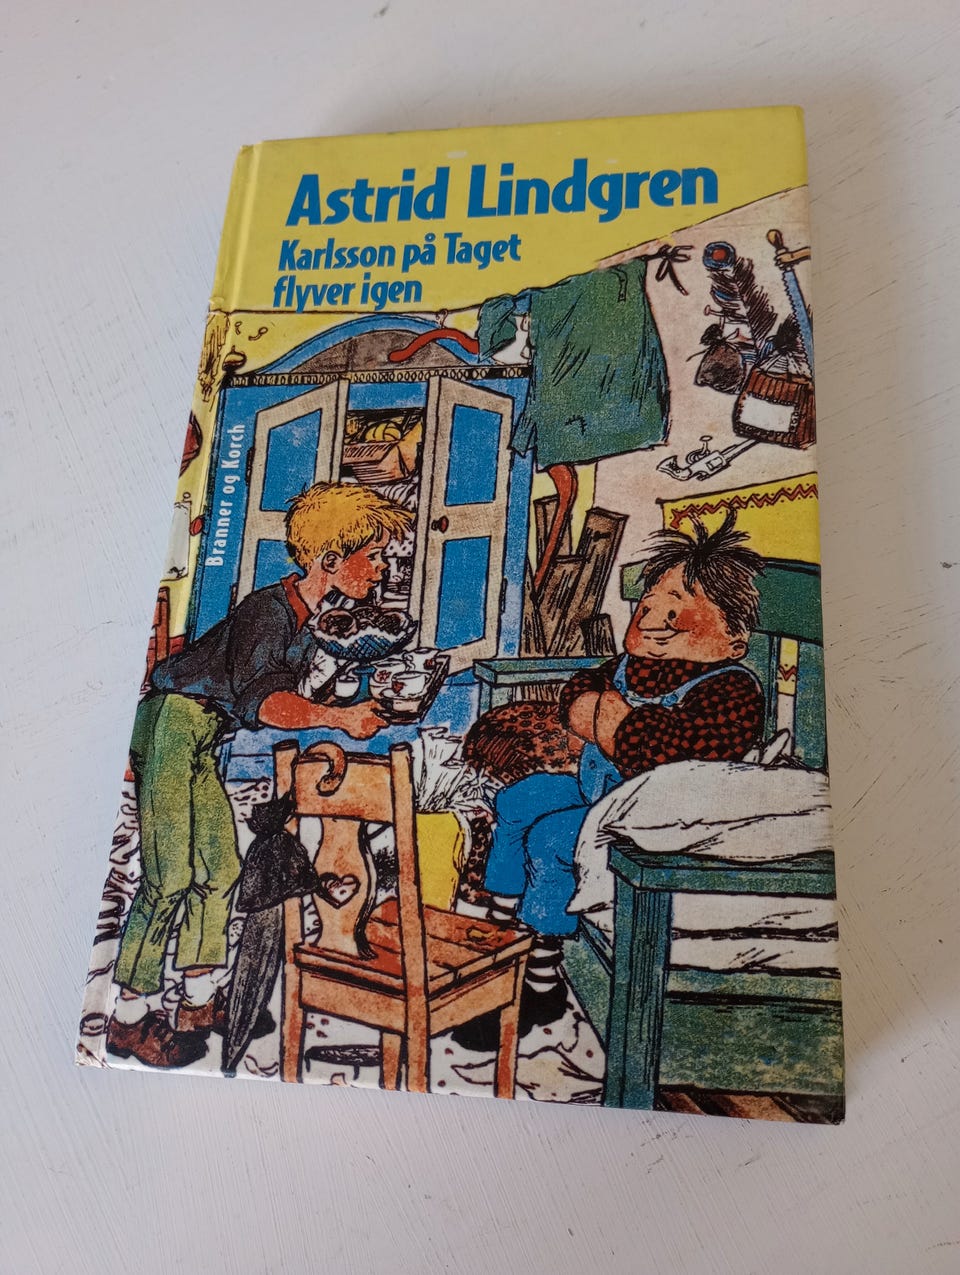 Astrid Lindgren
Karlsson på Taget
flyver igen
Branner og Korch